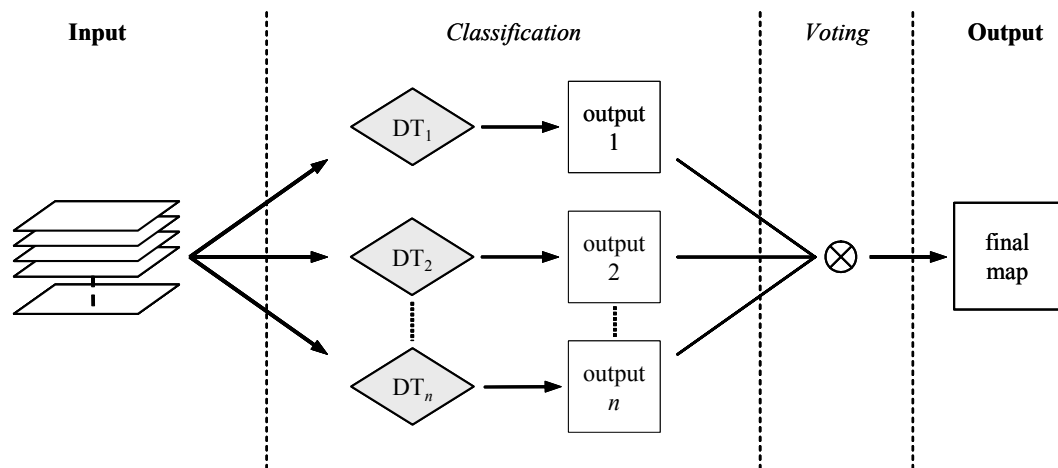 Input
Classification
Voting
Output
DT₁
output
1
DT₂
output
2
final
map
DTₙ
output
n